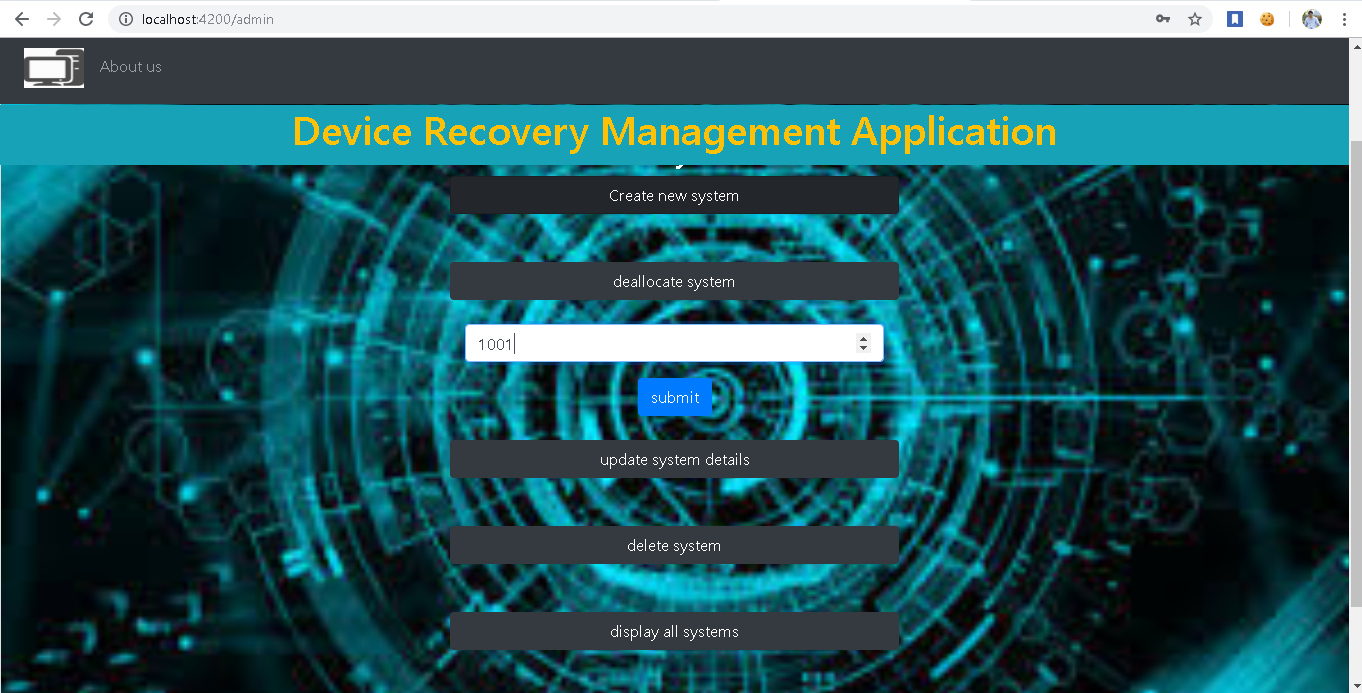 localhost:4200/admin
About us
Device Recovery Management Application
Create new system
deallocate system
1001
submit
update system details
delete system
display all systems